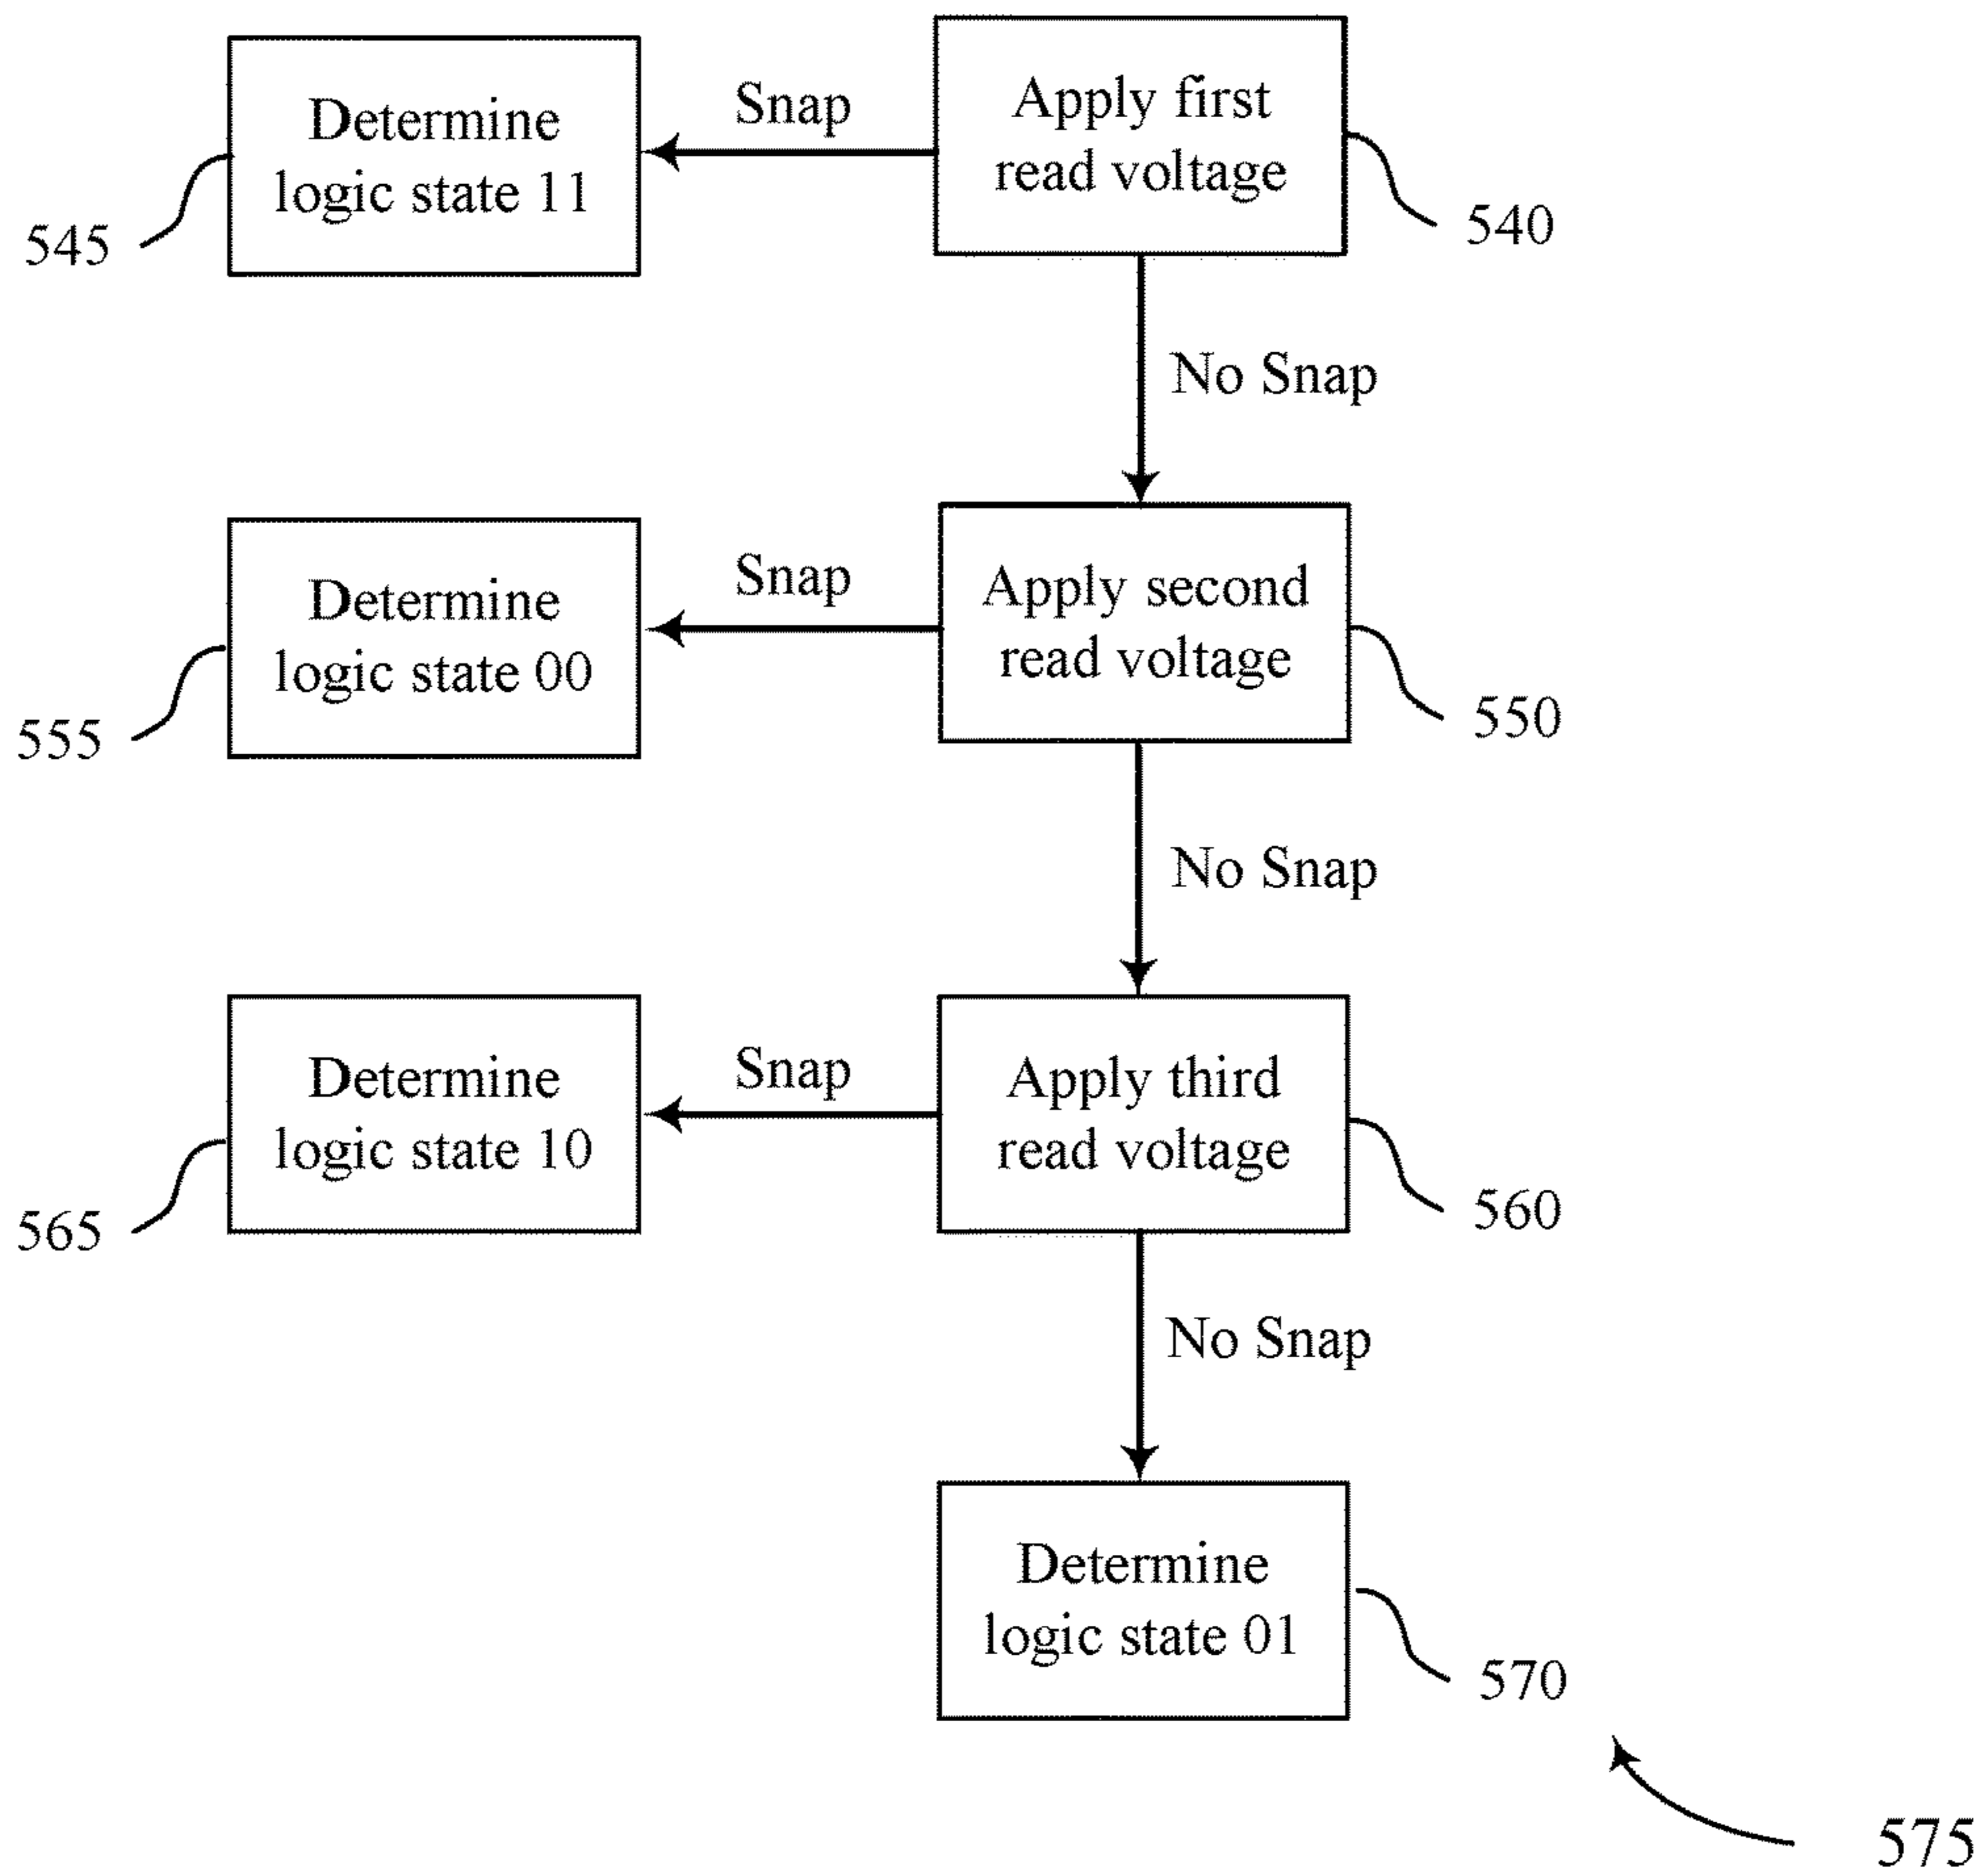 Determine
logic state 11
545
Snap
Apply first
read voltage
540
No Snap
Determine
logic state 00
555
Snap
Apply second
read voltage
550
No Snap
Determine
logic state 10
565
Snap
Apply third
read voltage
560
No Snap
Determine
logic state 01
570
575